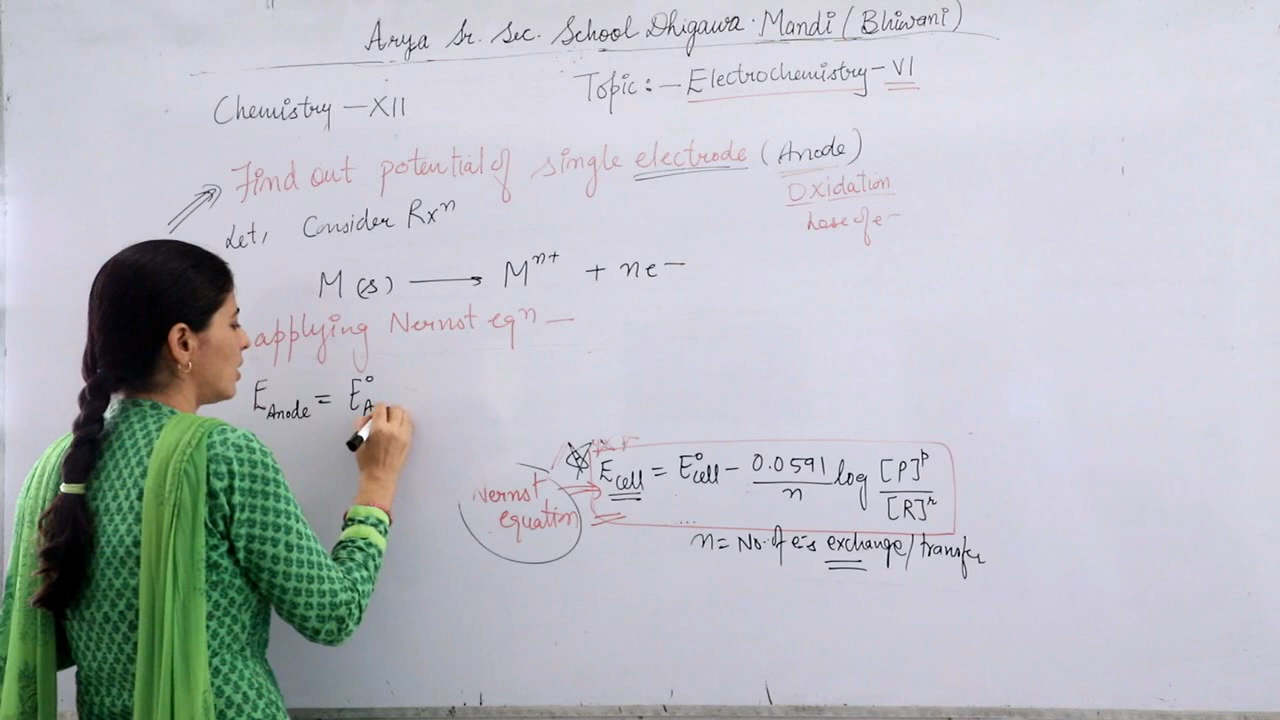 Arya Sr. Sec. School Dhigawa Mandi (Bhiwani)
Chemistry – XII
Topic:– Electrochemistry – VI
Find out potential of single electrode (Anode)
Oxidation
Lose of e–
Let, Consider Rxⁿ
M (s) ⟶ Mⁿ⁺ + ne–
applying Nernst eqⁿ –
E_Anode = E°_A
Nernst equation
E_cell = E°_cell – 0.0591/n log [P]^p/[R]^r
n = No. of e-s exchange/transfer